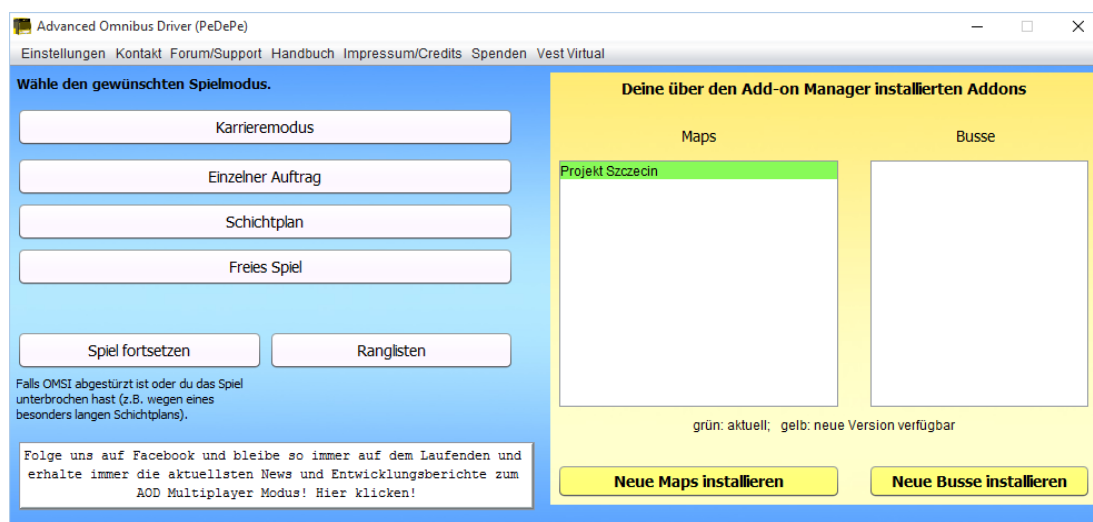 Advanced Omnibus Driver (PeDePe)
Einstellungen Kontakt Forum/Support Handbuch Impressum/Credits Spenden Vest Virtual
Wähle den gewünschten Spielmodus.
Karrieremodus
Einzelner Auftrag
Schichtplan
Freies Spiel
Spiel fortsetzen
Ranglisten
Falls OMSI abgestürzt ist oder du das Spiel
unterbrochen hast (z.B. wegen eines
besonders langen Schichtplans).
Folge uns auf Facebook und bleibe so immer auf dem Laufenden und
erhalte immer die aktuellsten News und Entwicklungsberichte zum
AOD Multiplayer Modus! Hier klicken!
Deine über den Add-on Manager installierten Addons
Maps
Busse
Projekt Szczecin
grün: aktuell; gelb: neue Version verfügbar
Neue Maps installieren
Neue Busse installieren